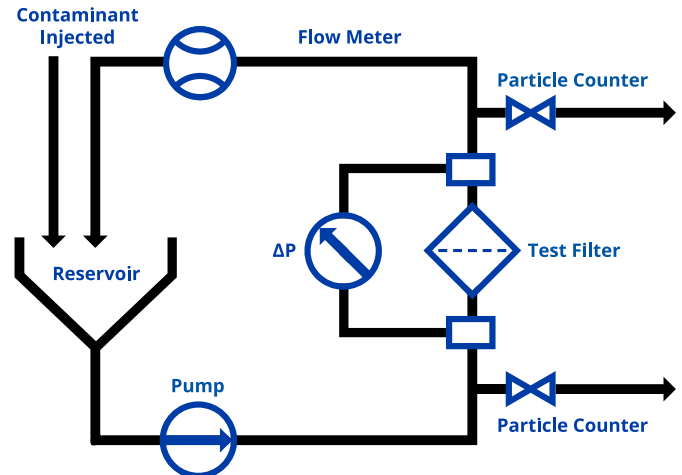 Contaminant
Injected
Flow Meter
Particle Counter
ΔP
Test Filter
Reservoir
Pump
Particle Counter